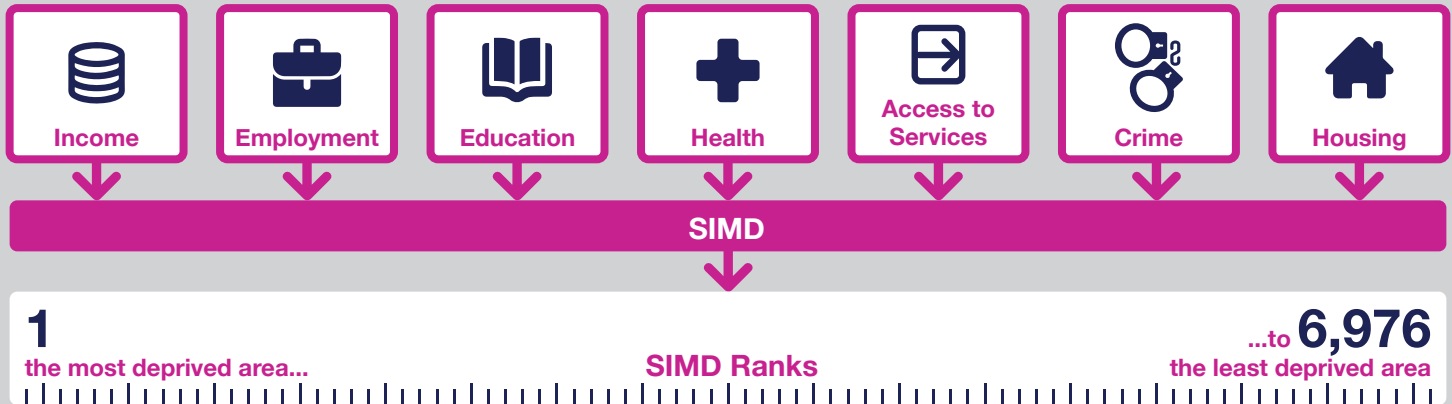 Income
Employment
Education
Health
Access to
Services
Crime
Housing
SIMD
1
the most deprived area...
SIMD Ranks
...to 6,976
the least deprived area